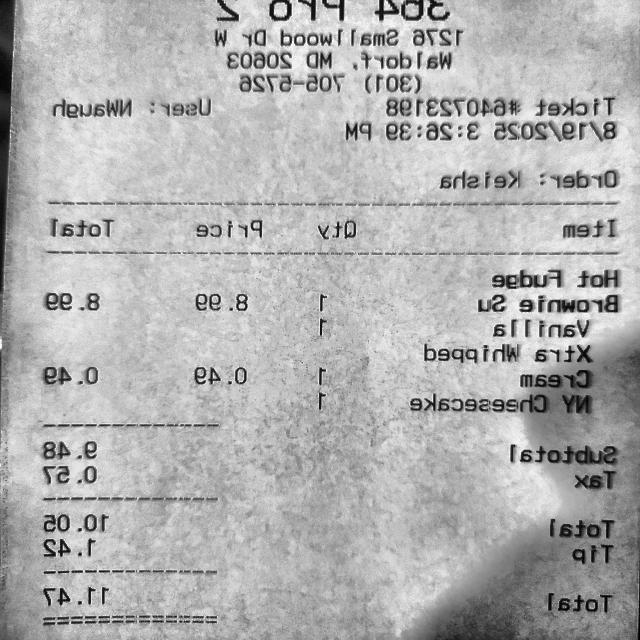 364 Pro 2
1276 Smallwood Dr W
Waldorf, MD 20603
(301) 705-5726
Ticket #640723198 User: NWaugh
8/19/2025 3:26:39 PM
Order: Keisha
Item Qty Price Total
Hot Fudge
Brownie Su 1 8.99 8.99
Vanilla 1
Xtra Whipped
Cream 1 0.49 0.49
NY Cheesecake 1
Subtotal 9.48
Tax 0.57
Total 10.05
Tip 1.42
Total 11.47